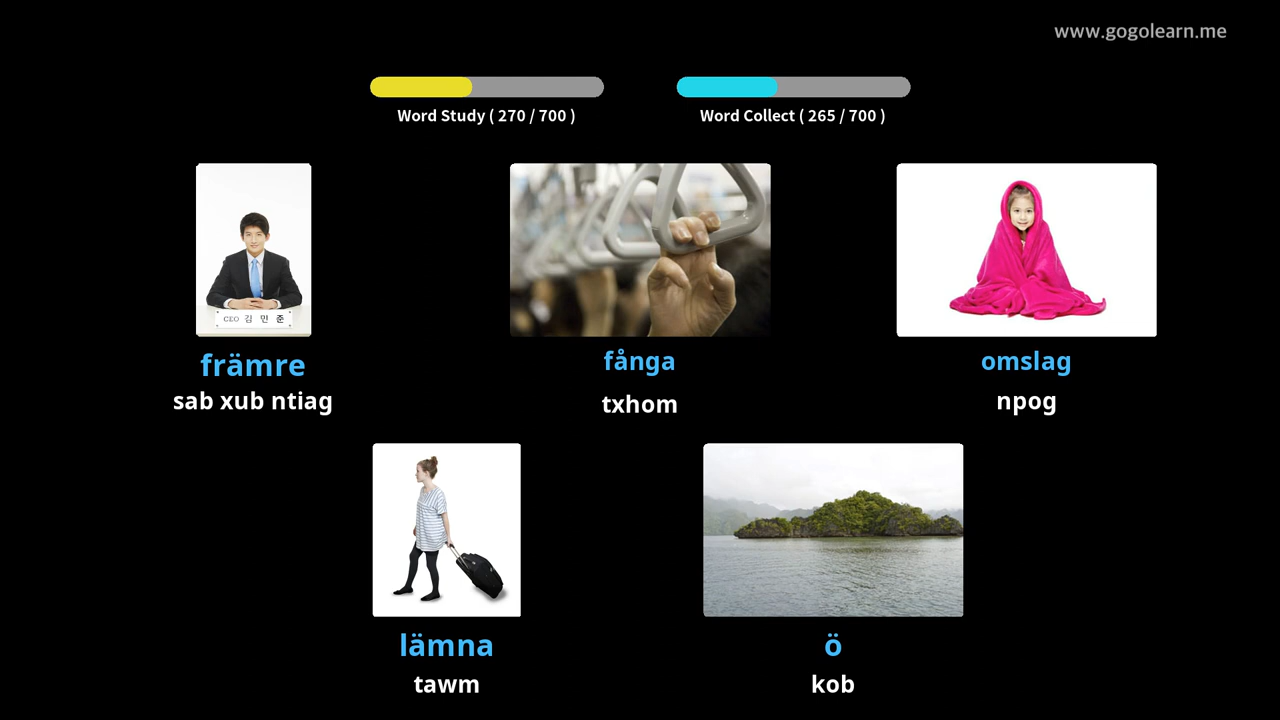 www.gogolearn.me
Word Study ( 270 / 700 )
Word Collect ( 265 / 700 )
CEO 김 민 준
främre
sab xub ntiag
fånga
txhom
omslag
npog
lämna
tawm
ö
kob